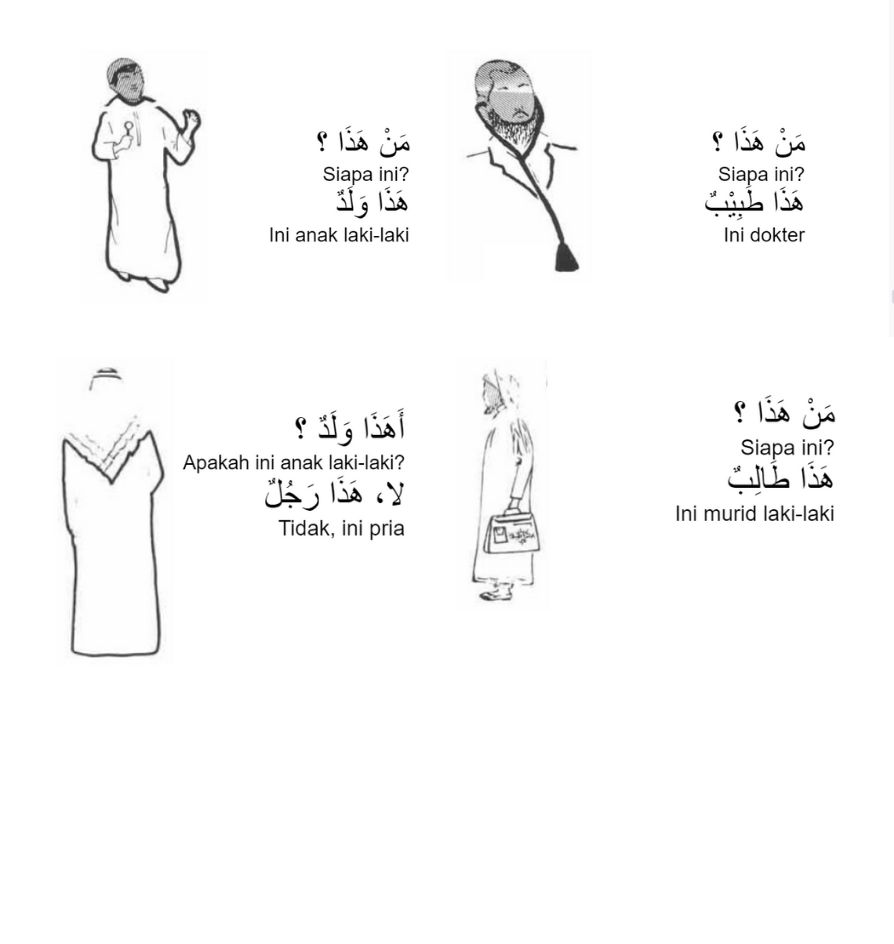 مَنْ هَذَا ؟
Siapa ini?
هَذَا وَلَدٌ
Ini anak laki-laki
مَنْ هَذَا ؟
Siapa ini?
هَذَا طَبِيْبٌ
Ini dokter
أَهَذَا وَلَدٌ ؟
Apakah ini anak laki-laki?
لا، هَذَا رَجُلٌ
Tidak, ini pria
مَنْ هَذَا ؟
Siapa ini?
هَذَا طَالِبٌ
Ini murid laki-laki